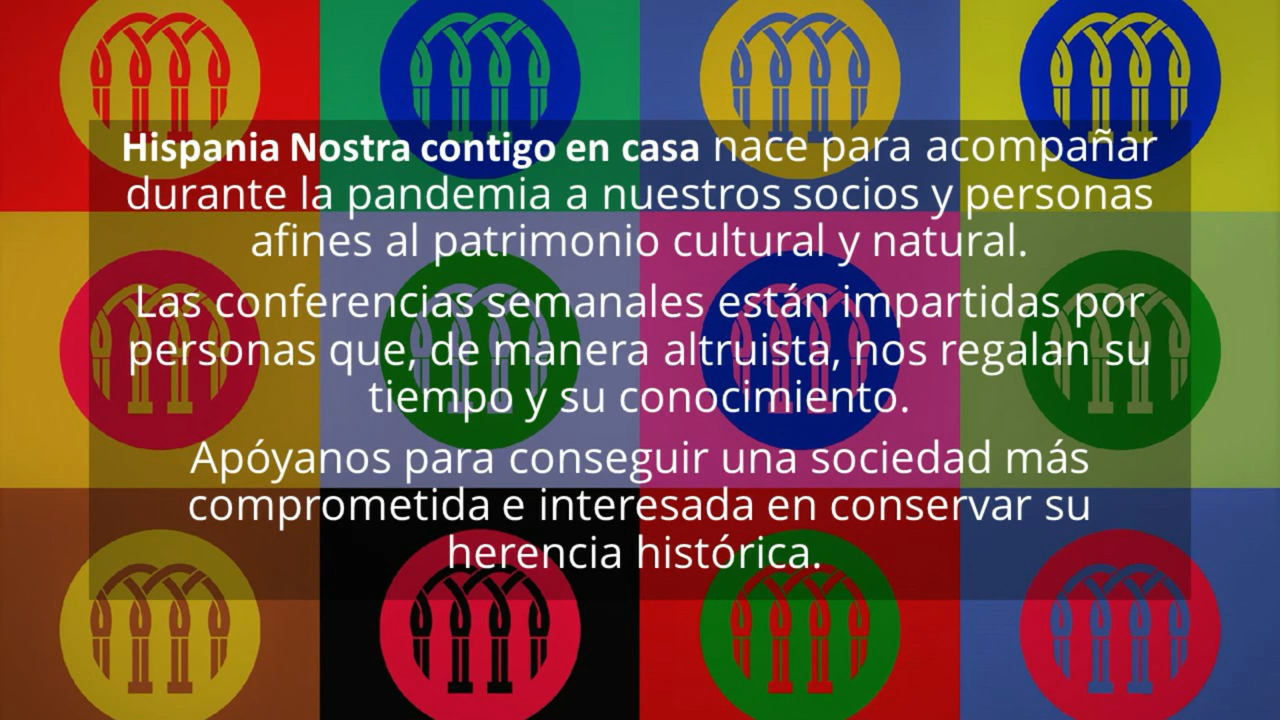 Hispania Nostra contigo en casa nace para acompañar
durante la pandemia a nuestros socios y personas
afines al patrimonio cultural y natural.
Las conferencias semanales están impartidas por
personas que, de manera altruista, nos regalan su
tiempo y su conocimiento.
Apóyanos para conseguir una sociedad más
comprometida e interesada en conservar su
herencia histórica.